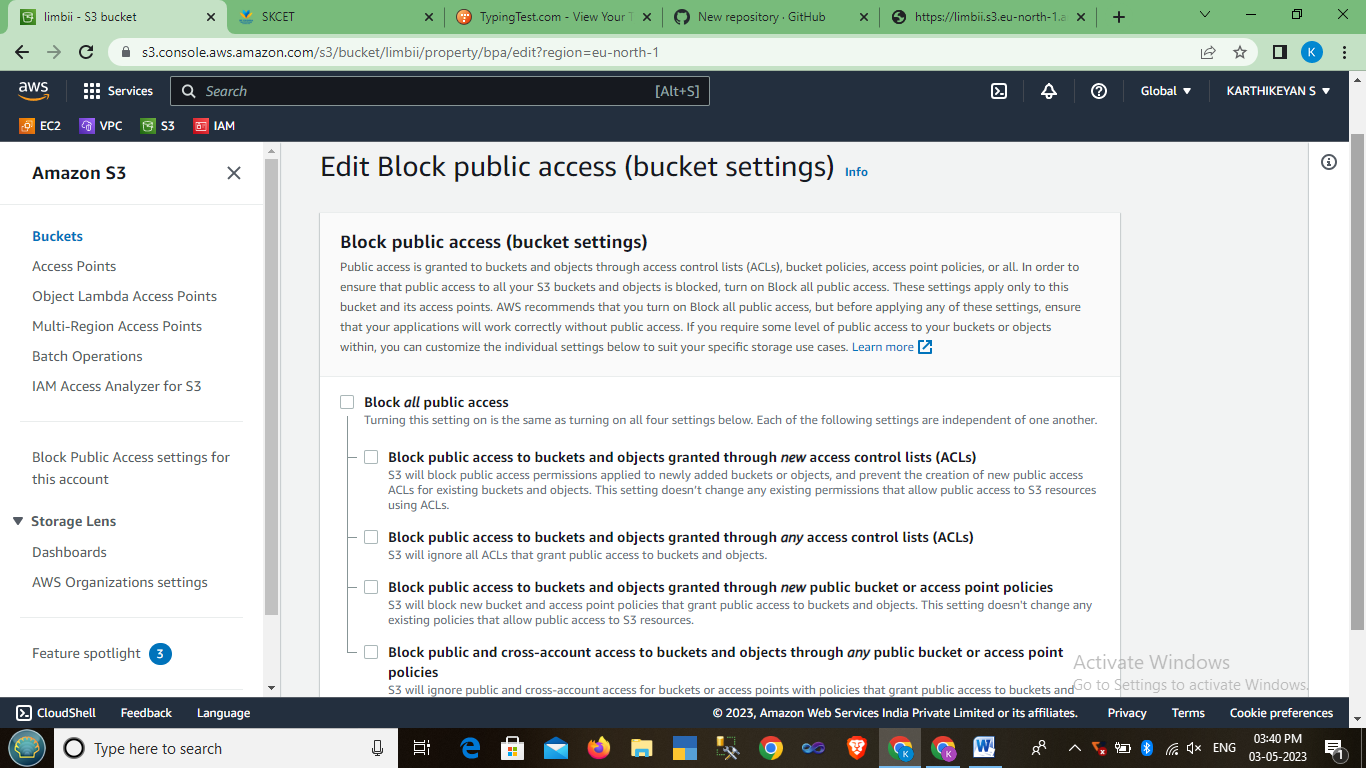 limbii - S3 bucket
SKCET
TypingTest.com - View Your T
New repository · GitHub
https://limbii.s3.eu-north-1.a
s3.console.aws.amazon.com/s3/bucket/limbii/property/bpa/edit?region=eu-north-1
K
aws
Services
Search
[Alt+S]
Global
KARTHIKEYAN S
EC2
VPC
S3
IAM
Amazon S3
Buckets
Access Points
Object Lambda Access Points
Multi-Region Access Points
Batch Operations
IAM Access Analyzer for S3
Block Public Access settings for
this account
Storage Lens
Dashboards
AWS Organizations settings
Feature spotlight 3
Edit Block public access (bucket settings) Info
Block public access (bucket settings)
Public access is granted to buckets and objects through access control lists (ACLs), bucket policies, access point policies, or all. In order to
ensure that public access to all your S3 buckets and objects is blocked, turn on Block all public access. These settings apply only to this
bucket and its access points. AWS recommends that you turn on Block all public access, but before applying any of these settings, ensure
that your applications will work correctly without public access. If you require some level of public access to your buckets or objects
within, you can customize the individual settings below to suit your specific storage use cases. Learn more
Block all public access
Turning this setting on is the same as turning on all four settings below. Each of the following settings are independent of one another.
Block public access to buckets and objects granted through new access control lists (ACLs)
S3 will block public access permissions applied to newly added buckets or objects, and prevent the creation of new public access
ACLs for existing buckets and objects. This setting doesn't change any existing permissions that allow public access to S3 resources
using ACLs.
Block public access to buckets and objects granted through any access control lists (ACLs)
S3 will ignore all ACLs that grant public access to buckets and objects.
Block public access to buckets and objects granted through new public bucket or access point policies
S3 will block new bucket and access point policies that grant public access to buckets and objects. This setting doesn't change any
existing policies that allow public access to S3 resources.
Block public and cross-account access to buckets and objects through any public bucket or access point
policies
S3 will ignore public and cross-account access for buckets or access points with policies that grant public access to buckets and
Activate Windows
Go to Settings to activate Windows.
CloudShell
Feedback
Language
© 2023, Amazon Web Services India Private Limited or its affiliates.
Privacy
Terms
Cookie preferences
Type here to search
ENG
03:40 PM
03-05-2023
1